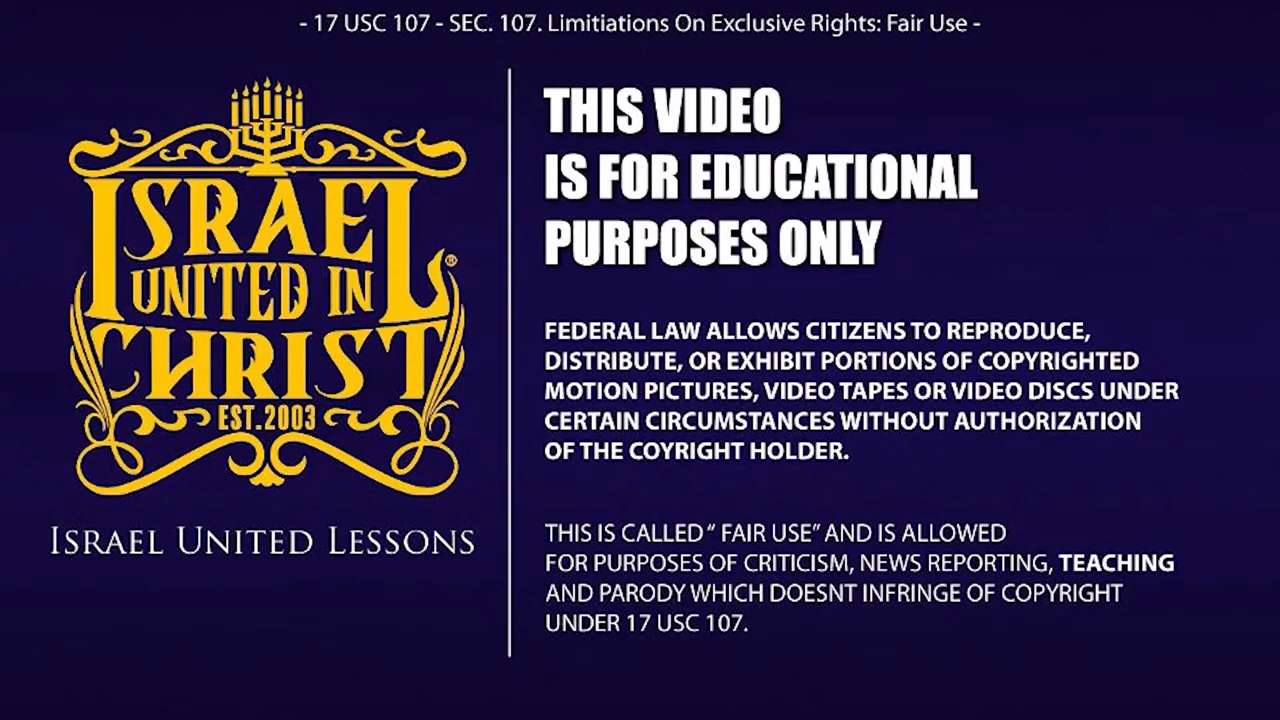 - 17 USC 107 - SEC. 107. Limitiations On Exclusive Rights: Fair Use -
ISRAEL
UNITED IN
CHRIST
®
EST.2003
ISRAEL UNITED LESSONS
THIS VIDEO
IS FOR EDUCATIONAL
PURPOSES ONLY
FEDERAL LAW ALLOWS CITIZENS TO REPRODUCE,
DISTRIBUTE, OR EXHIBIT PORTIONS OF COPYRIGHTED
MOTION PICTURES, VIDEO TAPES OR VIDEO DISCS UNDER
CERTAIN CIRCUMSTANCES WITHOUT AUTHORIZATION
OF THE COYRIGHT HOLDER.
THIS IS CALLED “ FAIR USE” AND IS ALLOWED
FOR PURPOSES OF CRITICISM, NEWS REPORTING, TEACHING
AND PARODY WHICH DOESNT INFRINGE OF COPYRIGHT
UNDER 17 USC 107.